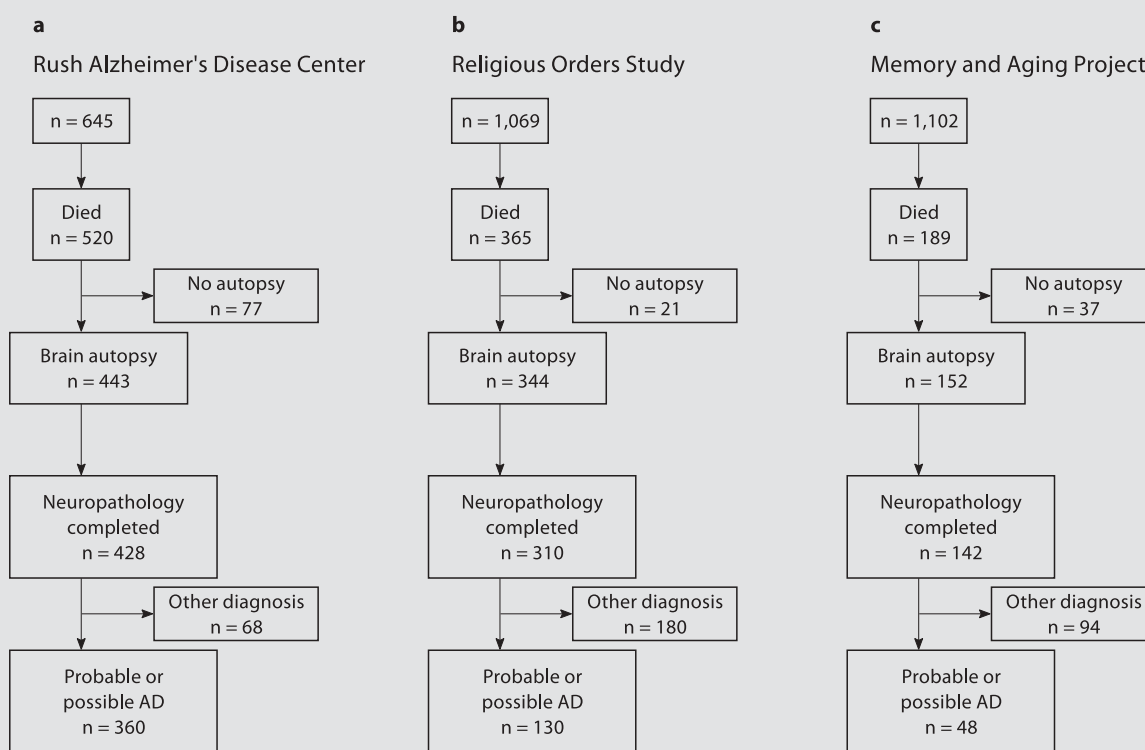 a
Rush Alzheimer's Disease Center
n = 645
Died
n = 520
No autopsy
n = 77
Brain autopsy
n = 443
Neuropathology
completed
n = 428
Other diagnosis
n = 68
Probable or
possible AD
n = 360
b
Religious Orders Study
n = 1,069
Died
n = 365
No autopsy
n = 21
Brain autopsy
n = 344
Neuropathology
completed
n = 310
Other diagnosis
n = 180
Probable or
possible AD
n = 130
c
Memory and Aging Project
n = 1,102
Died
n = 189
No autopsy
n = 37
Brain autopsy
n = 152
Neuropathology
completed
n = 142
Other diagnosis
n = 94
Probable or
possible AD
n = 48